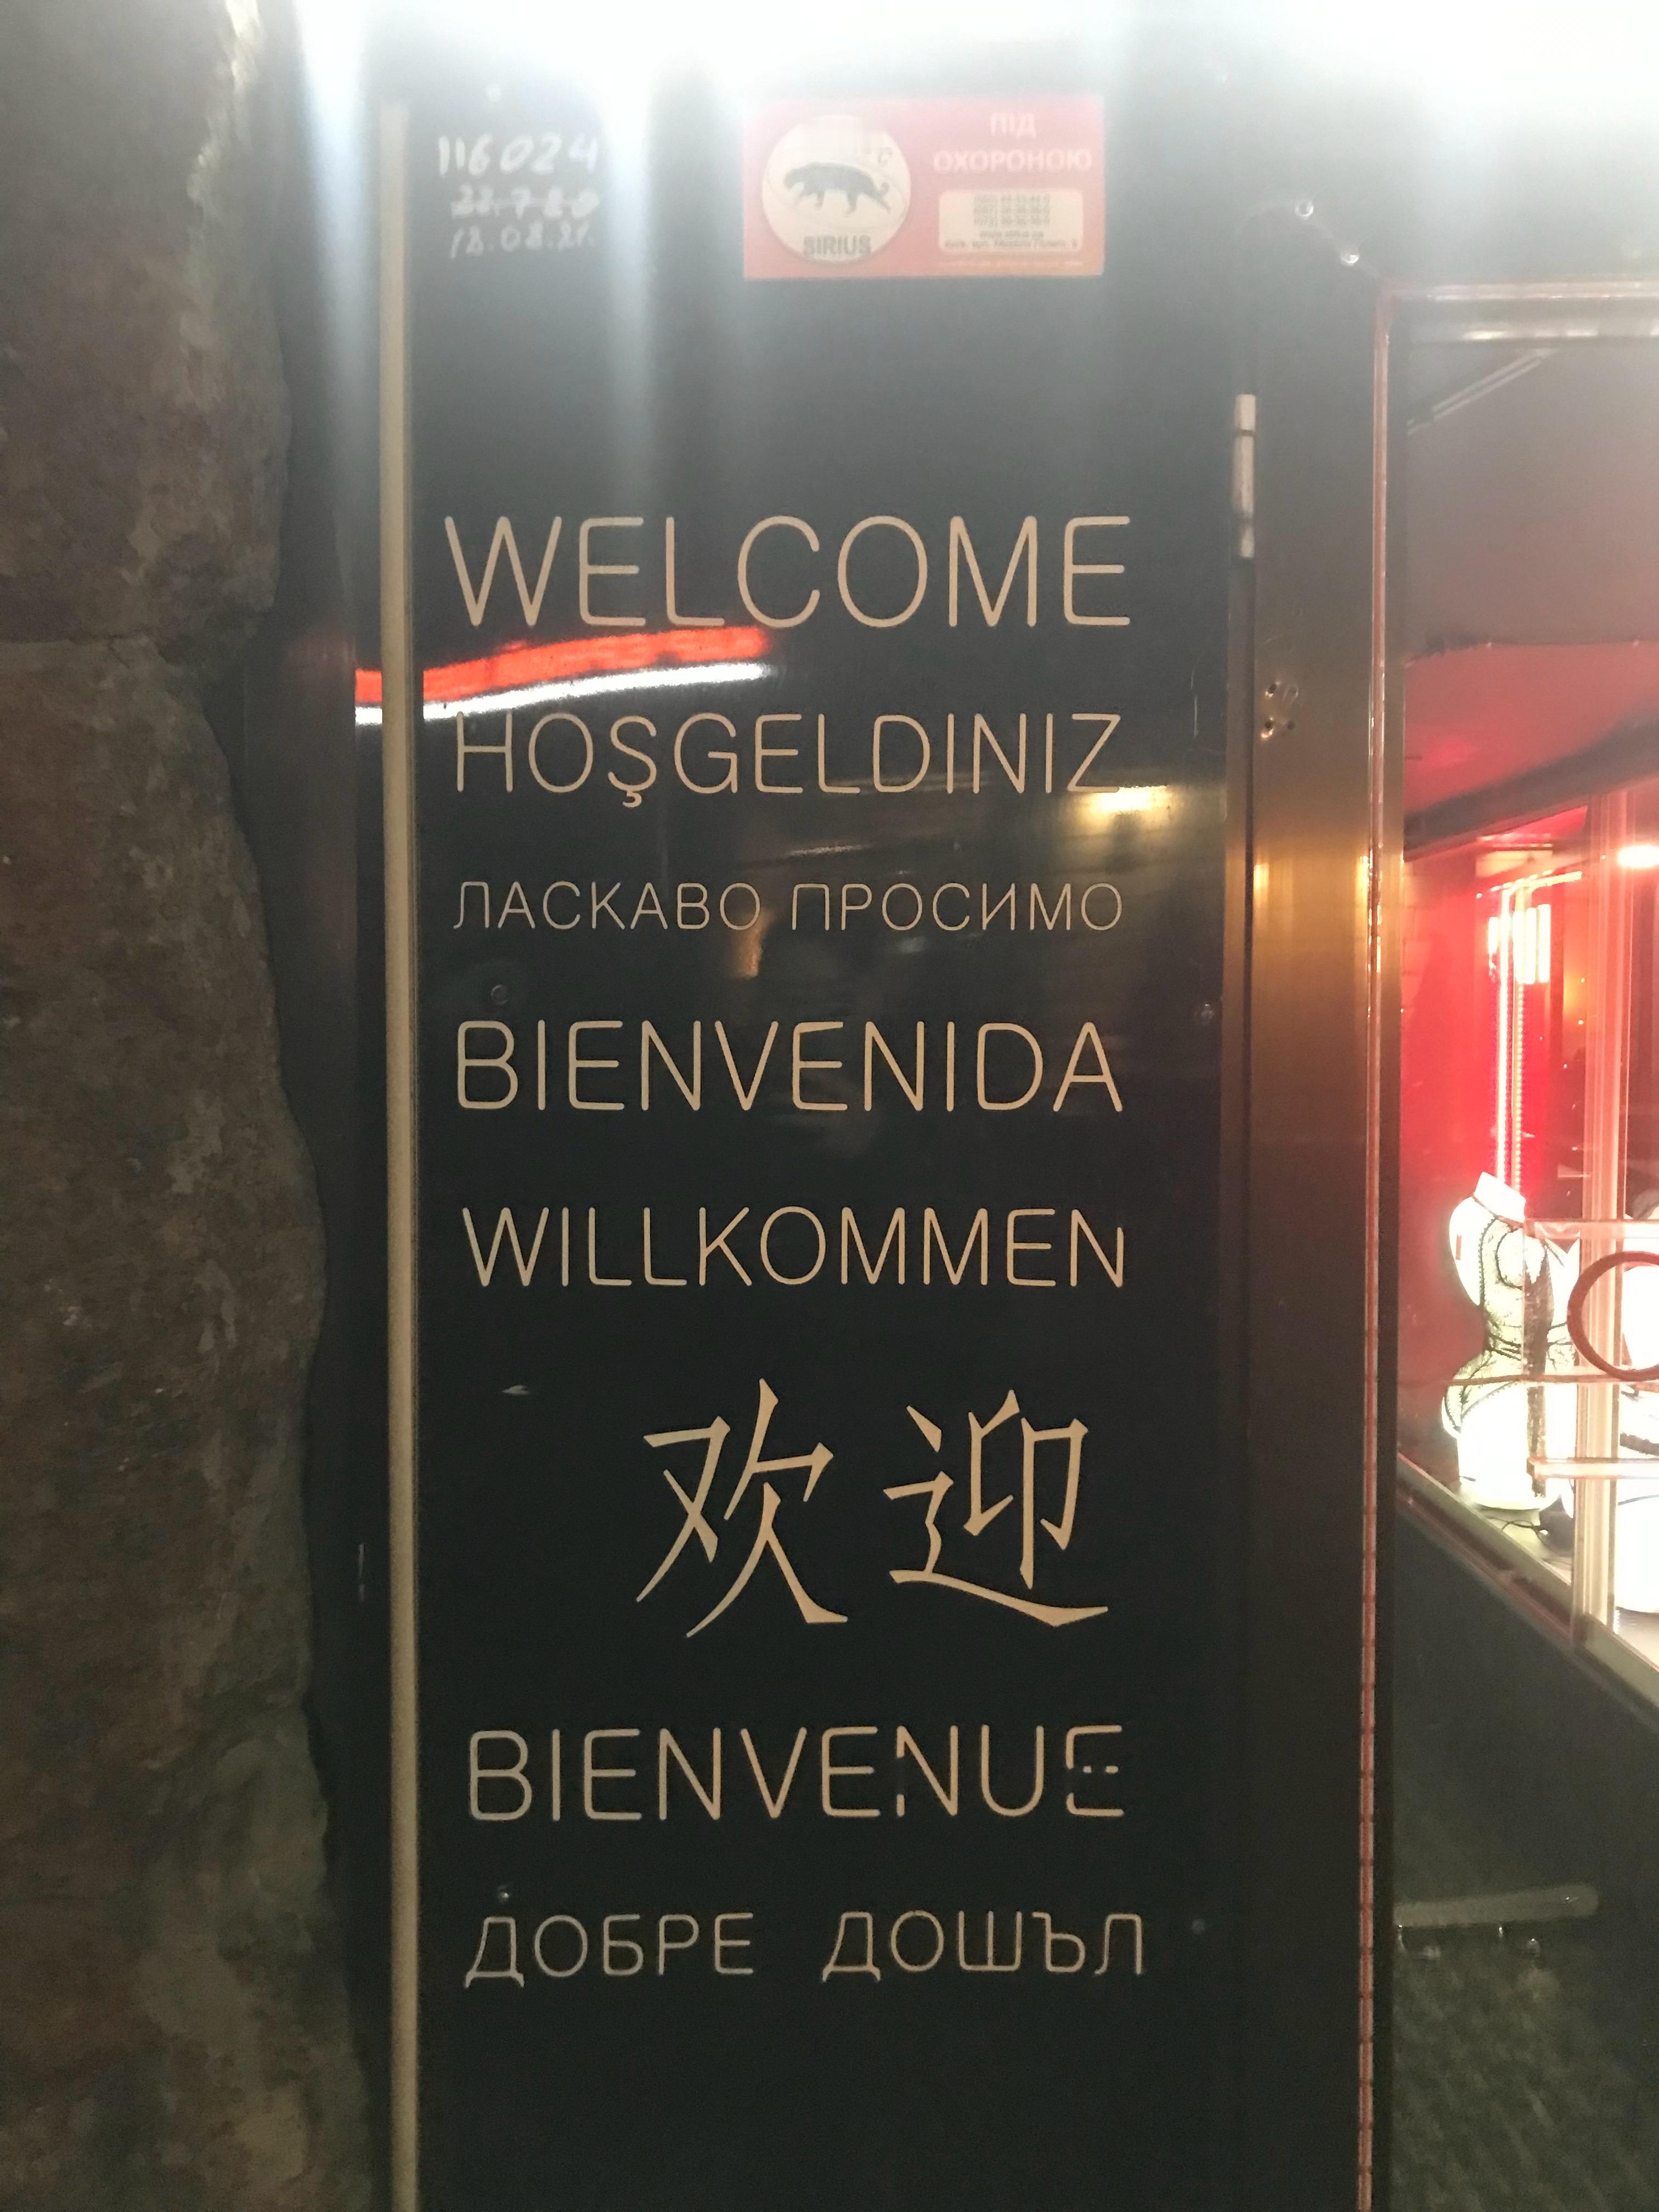 116024
18.08.21.
SIRIUS
ПІД
ОХОРОНОЮ
WELCOME
HOŞGELDINIZ
ЛАСКАВО ПРОСИМО
BIENVENIDA
WILLKOMMEN
欢迎
BIENVENUE
ДОБРЕ ДОШЪЛ